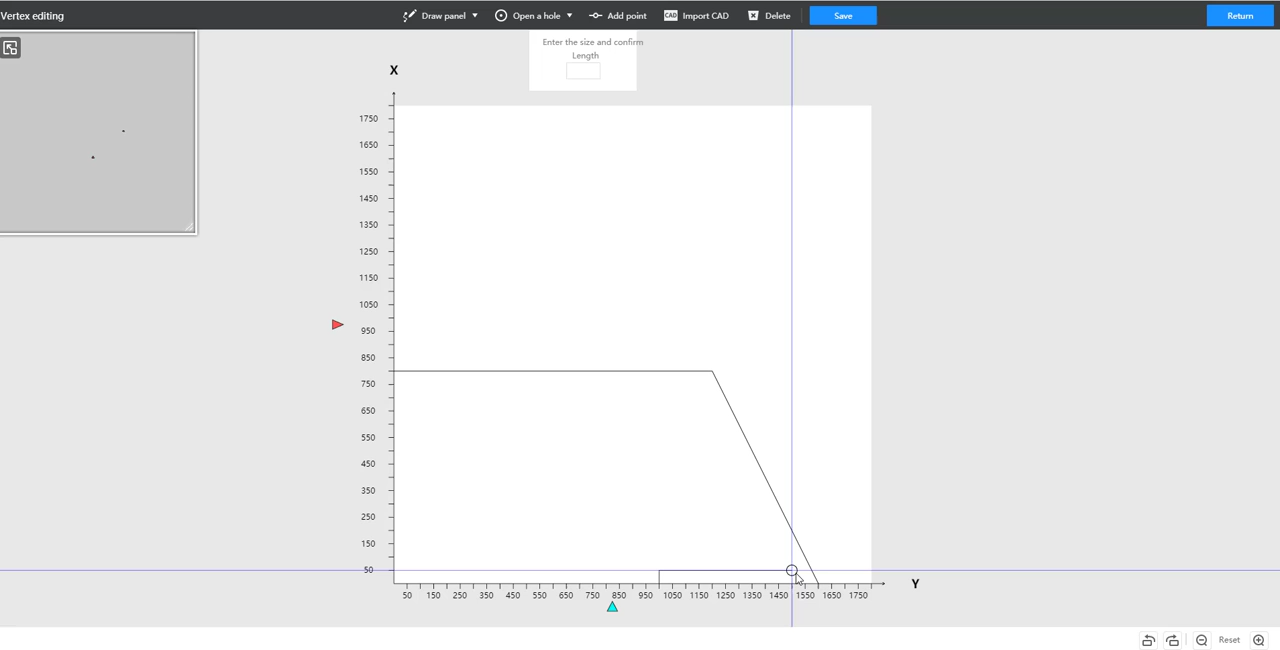 Vertex editing Draw panel Open a hole Add point CAD Import CAD Delete Save Return
Enter the size and confirm
Length
X
1750
1650
1550
1450
1350
1250
1150
1050
950
850
750
650
550
450
350
250
150
50
Y
50 150 250 350 450 550 650 750 850 950 1050 1150 1250 1350 1450 1550 1650 1750
Reset